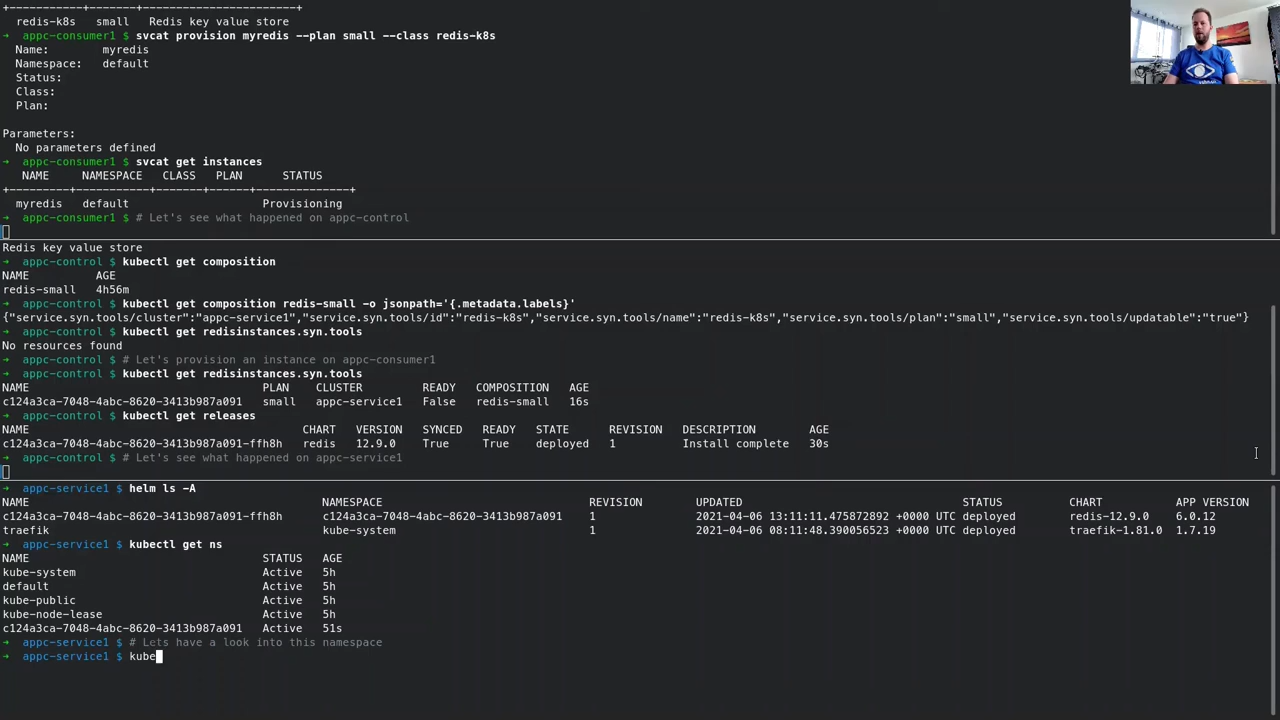 +----------+-------+-----------------------+
redis-k8s   small   Redis key value store
→  appc-consumer1 $ svcat provision myredis --plan small --class redis-k8s
Name:        myredis
Namespace:   default
Status:
Class:
Plan:
Parameters:
No parameters defined
→  appc-consumer1 $ svcat get instances
NAME     NAMESPACE   CLASS   PLAN      STATUS
+---------+-----------+-------+------+--------------+
myredis   default                    Provisioning
→  appc-consumer1 $ # Let's see what happened on appc-control
Redis key value store
→  appc-control $ kubectl get composition
NAME          AGE
redis-small   4h56m
→  appc-control $ kubectl get composition redis-small -o jsonpath='{.metadata.labels}'
{"service.syn.tools/cluster":"appc-service1","service.syn.tools/id":"redis-k8s","service.syn.tools/name":"redis-k8s","service.syn.tools/plan":"small","service.syn.tools/updatable":"true"}
→  appc-control $ kubectl get redisinstances.syn.tools
No resources found
→  appc-control $ # Let's provision an instance on appc-consumer1
→  appc-control $ kubectl get redisinstances.syn.tools
NAME                                   PLAN    CLUSTER         READY   COMPOSITION   AGE
c124a3ca-7048-4abc-8620-3413b987a091   small   appc-service1   False   redis-small   16s
→  appc-control $ kubectl get releases
NAME                                         CHART   VERSION   SYNCED   READY   STATE      REVISION   DESCRIPTION        AGE
c124a3ca-7048-4abc-8620-3413b987a091-ffh8h   redis   12.9.0    True     True    deployed   1          Install complete   30s
→  appc-control $ # Let's see what happened on appc-service1
→  appc-service1 $ helm ls -A
NAME                                         NAMESPACE                              REVISION   UPDATED                                   STATUS     CHART            APP VERSION
c124a3ca-7048-4abc-8620-3413b987a091-ffh8h   c124a3ca-7048-4abc-8620-3413b987a091   1          2021-04-06 13:11:11.475872892 +0000 UTC   deployed   redis-12.9.0     6.0.12
traefik                                      kube-system                            1          2021-04-06 08:11:48.390056523 +0000 UTC   deployed   traefik-1.81.0   1.7.19
→  appc-service1 $ kubectl get ns
NAME                                   STATUS   AGE
kube-system                            Active   5h
default                                Active   5h
kube-public                            Active   5h
kube-node-lease                        Active   5h
c124a3ca-7048-4abc-8620-3413b987a091   Active   51s
→  appc-service1 $ # Lets have a look into this namespace
→  appc-service1 $ kube